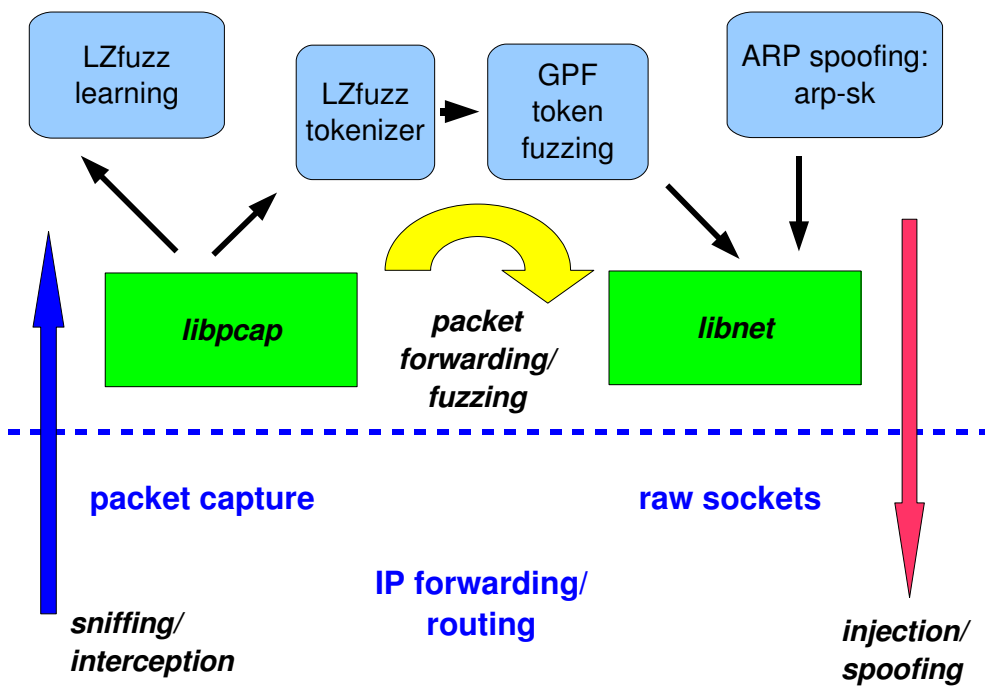 LZfuzz
learning
LZfuzz
tokenizer
GPF
token
fuzzing
ARP spoofing:
arp-sk
libpcap
packet
forwarding/
fuzzing
libnet
packet capture
raw sockets
IP forwarding/
routing
sniffing/
interception
injection/
spoofing